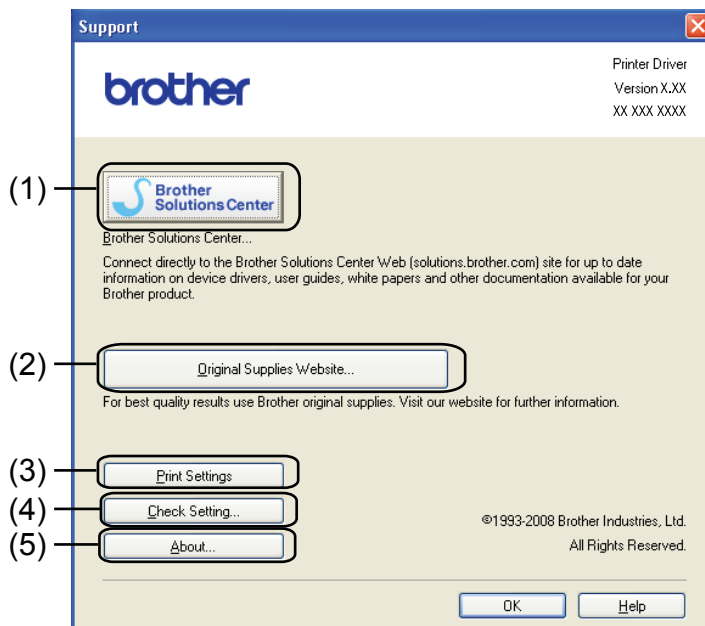 Support
brother
Printer Driver
Version X.XX
XX XXX XXXX
(1)
Brother
Solutions Center
Brother Solutions Center...
Connect directly to the Brother Solutions Center Web (solutions.brother.com) site for up to date
information on device drivers, user guides, white papers and other documentation available for your
Brother product.
(2)
Original Supplies Website...
For best quality results use Brother original supplies. Visit our website for further information.
(3)
Print Settings
(4)
Check Setting...
(5)
About...
©1993-2008 Brother Industries, Ltd.
All Rights Reserved.
OK
Help